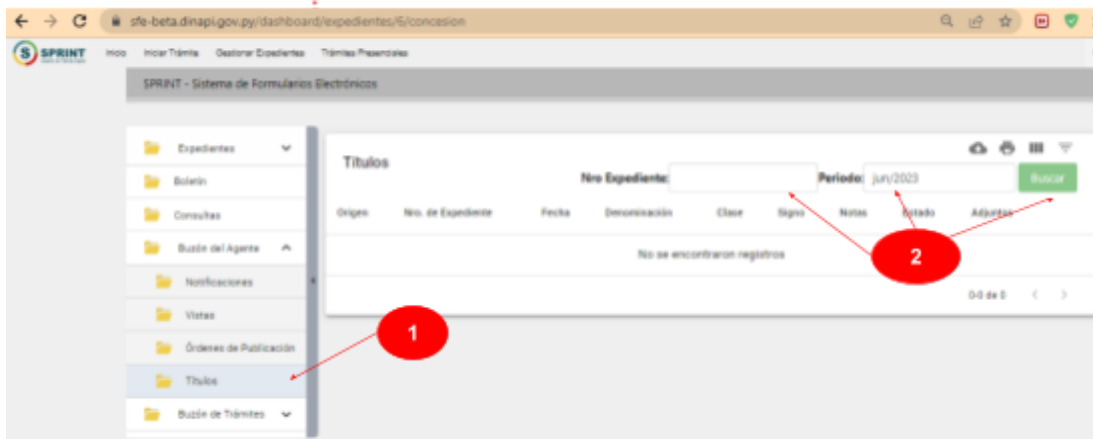 sfe-beta.dinapi.gov.py/dashboard/expedientes/6/concesion
SPRINT Inicio Iniciar Trámite Gestionar Expedientes Trámites Presenciales
SPRINT - Sistema de Formularios Electrónicos
Expedientes
Boletín
Consultas
Buzón del Agente
Notificaciones
Vistas
Órdenes de Publicación
Títulos
Buzón de Trámites
Títulos
Nro Expediente: Periodo: jun/2023 Buscar
Origen Nro. de Expediente Fecha Denominación Clase Signo Notas Estado Adjuntos
No se encontraron registros
0-0 de 0
1
2